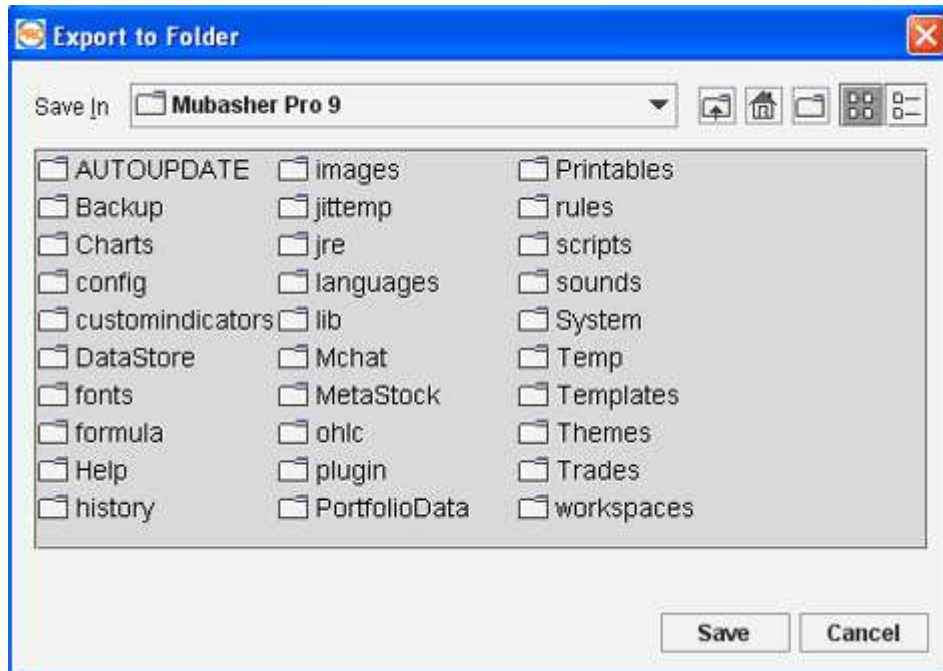 Export to Folder
Save In Mubasher Pro 9
AUTOUPDATE images Printables
Backup jittemp rules
Charts jre scripts
config languages sounds
customindicators lib System
DataStore Mchat Temp
fonts MetaStock Templates
formula ohlc Themes
Help plugin Trades
history PortfolioData workspaces
Save Cancel